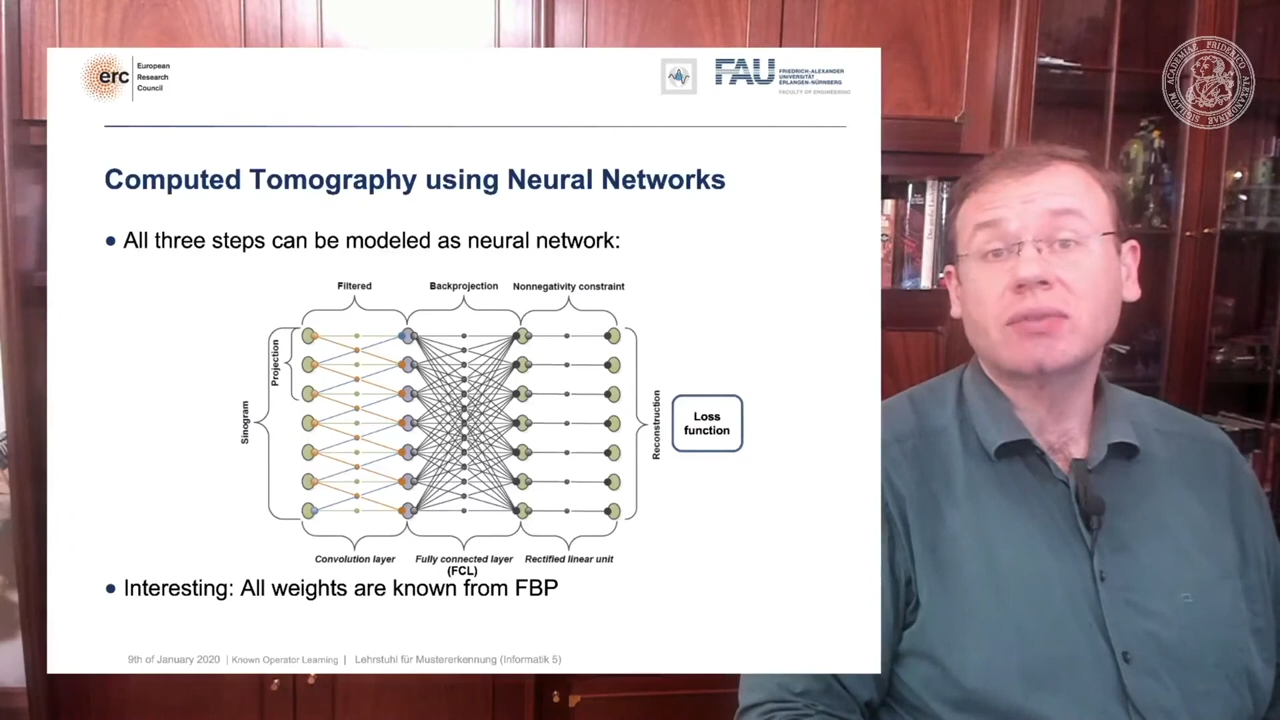 erc
European
Research
Council
FAU
FRIEDRICH-ALEXANDER
UNIVERSITÄT
ERLANGEN-NÜRNBERG
FACULTY OF ENGINEERING
Computed Tomography using Neural Networks
• All three steps can be modeled as neural network:
Filtered
Backprojection
Nonnegativity constraint
Projection
Sinogram
Reconstruction
Loss
function
Convolution layer
Fully connected layer
(FCL)
Rectified linear unit
• Interesting: All weights are known from FBP
9th of January 2020 | Known Operator Learning | Lehrstuhl für Mustererkennung (Informatik 5)